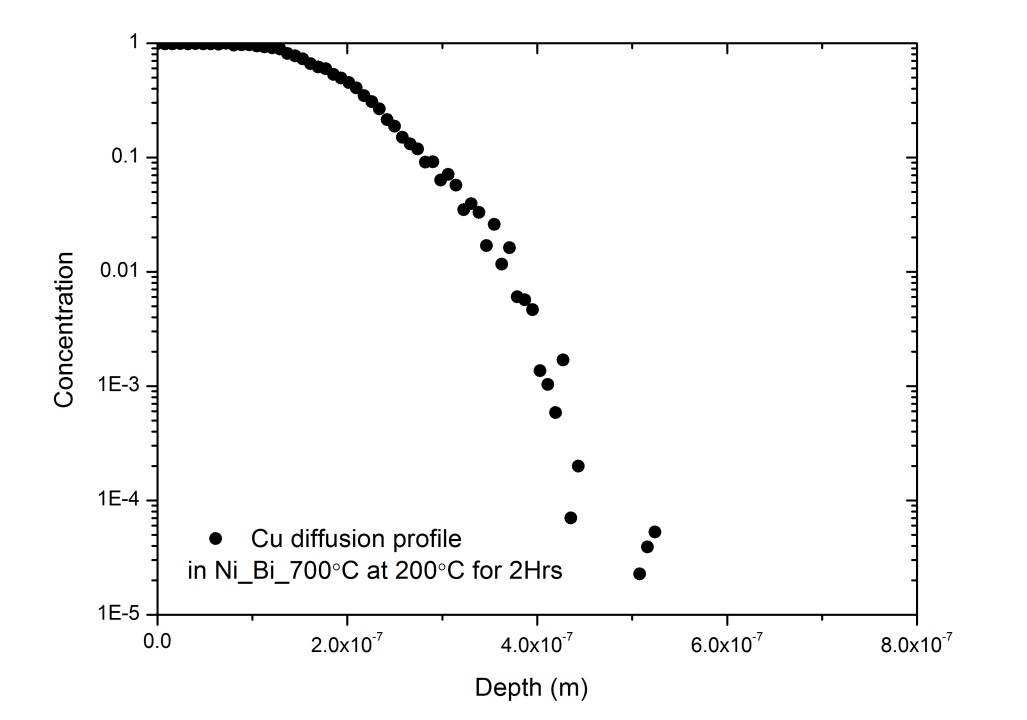 1
0.1
0.01
1E-3
1E-4
1E-5
Concentration
Cu diffusion profile
in Ni_Bi_700°C at 200°C for 2Hrs
0.0
2.0x10⁻⁷
4.0x10⁻⁷
6.0x10⁻⁷
8.0x10⁻⁷
Depth (m)